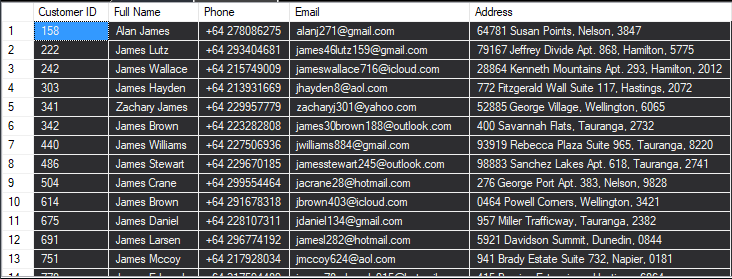 Customer ID Full Name Phone Email Address
1 158 Alan James +64 278086275 alanj271@gmail.com 64781 Susan Points, Nelson, 3847
2 222 James Lutz +64 293404681 james46lutz159@gmail.com 79167 Jeffrey Divide Apt. 868, Hamilton, 5775
3 242 James Wallace +64 215749009 jameswallace716@icloud.com 28864 Kenneth Mountains Apt. 293, Hamilton, 2012
4 303 James Hayden +64 213931669 jhayden8@aol.com 772 Fitzgerald Wall Suite 117, Hastings, 2072
5 341 Zachary James +64 229957779 zacharyj301@yahoo.com 52885 George Village, Wellington, 6065
6 342 James Brown +64 223282808 james30brown188@outlook.com 400 Savannah Flats, Tauranga, 2732
7 440 James Williams +64 227506936 jwilliams884@gmail.com 93919 Rebecca Plaza Suite 965, Tauranga, 8220
8 486 James Stewart +64 229670185 jamesstewart245@outlook.com 98883 Sanchez Lakes Apt. 618, Tauranga, 2741
9 504 James Crane +64 299554464 jacrane28@hotmail.com 276 George Port Apt. 383, Nelson, 9828
10 614 James Brown +64 291678318 jbrown403@icloud.com 0464 Powell Corners, Wellington, 3421
11 675 James Daniel +64 228107311 jdaniel134@gmail.com 957 Miller Trafficway, Tauranga, 2382
12 691 James Larsen +64 296774192 jamesl282@hotmail.com 5921 Davidson Summit, Dunedin, 0844
13 751 James Mccoy +64 217928034 jmccoy624@aol.com 941 Brady Estate Suite 732, Napier, 0181